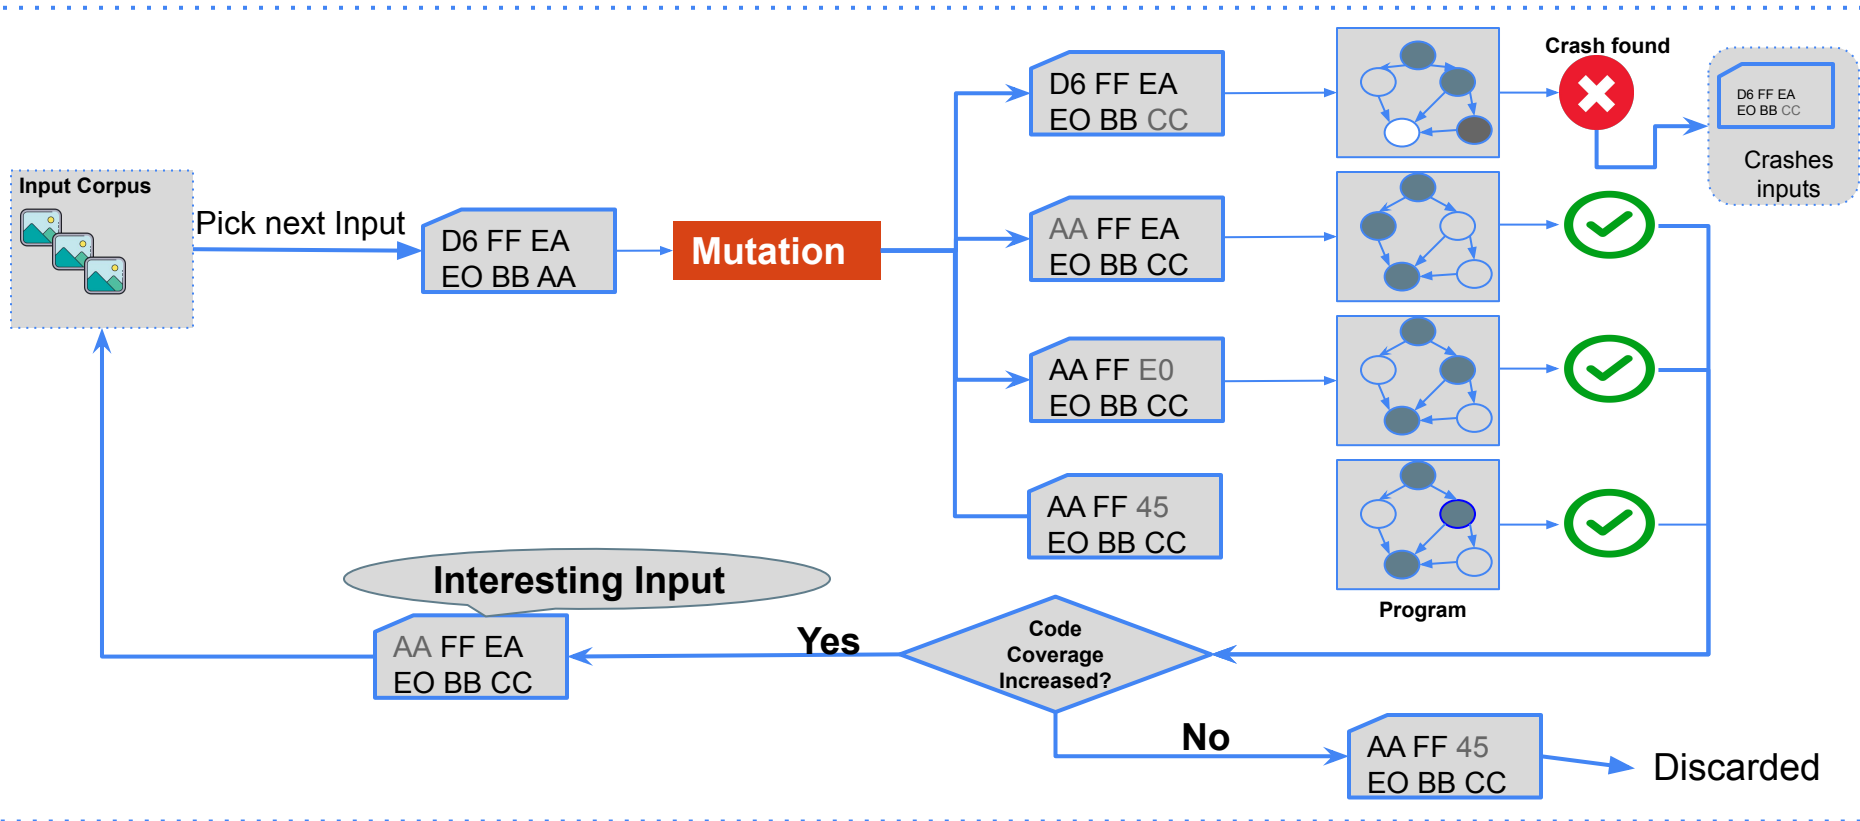 Input Corpus
Pick next Input
D6 FF EA
EO BB AA
Mutation
D6 FF EA
EO BB CC
AA FF EA
EO BB CC
AA FF E0
EO BB CC
AA FF 45
EO BB CC
Program
Crash found
D6 FF EA
EO BB CC
Crashes
inputs
Code
Coverage
Increased?
Yes
Interesting Input
AA FF EA
EO BB CC
No
AA FF 45
EO BB CC
Discarded